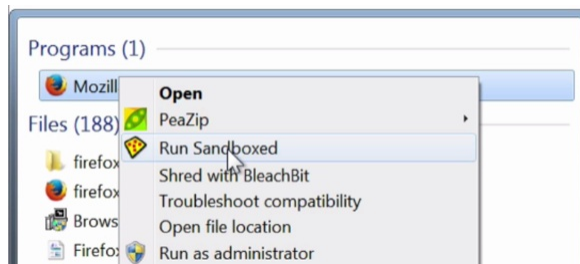 Programs (1)
Mozill
Open
PeaZip
Files (188)
Run Sandboxed
firefox
Shred with BleachBit
firefox
Troubleshoot compatibility
Brows
Open file location
Firefo
Run as administrator